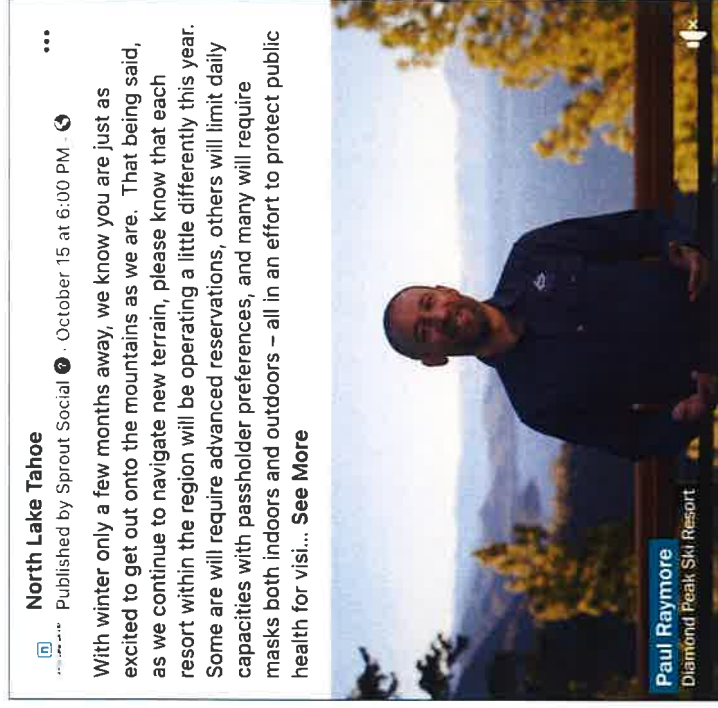 North Lake Tahoe
Published by Sprout Social · October 15 at 6:00 PM ·
With winter only a few months away, we know you are just as
excited to get out onto the mountains as we are. That being said,
as we continue to navigate new terrain, please know that each
resort within the region will be operating a little differently this year.
Some are will require advanced reservations, others will limit daily
capacities with passholder preferences, and many will require
masks both indoors and outdoors – all in an effort to protect public
health for visi... See More
Paul Raymore
Diamond Peak Ski Resort